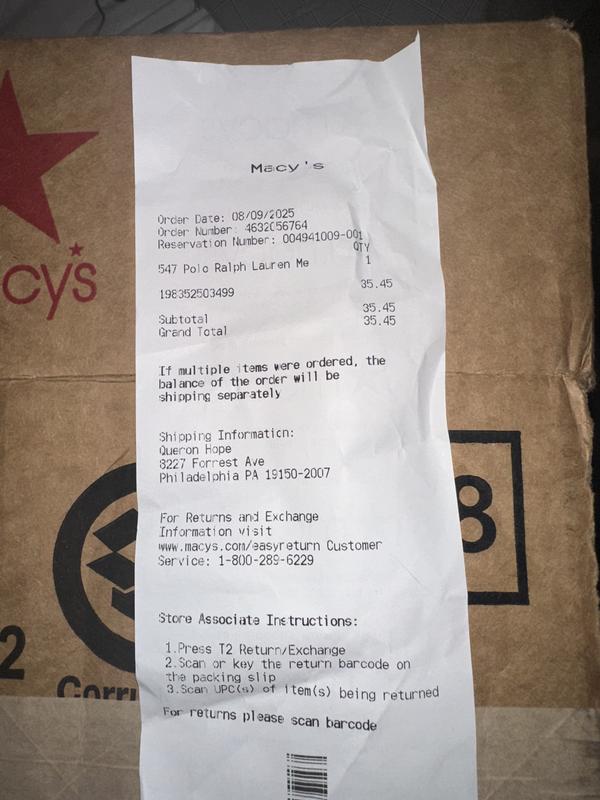 Macy's
Order Date: 08/09/2025
Order Number: 4632056764
Reservation Number: 004941009-001
QTY
547 Polo Ralph Lauren Me 1
198352503499 35.45
Subtotal 35.45
Grand Total 35.45
If multiple items were ordered, the
balance of the order will be
shipping separately
Shipping Information:
Queron Hope
8227 Forrest Ave
Philadelphia PA 19150-2007
For Returns and Exchange
Information visit
www.macys.com/easyreturn Customer
Service: 1-800-289-6229
Store Associate Instructions:
1.Press T2 Return/Exchange
2.Scan or key the return barcode on
the packing slip
3.Scan UPC(s) of item(s) being returned
For returns please scan barcode
cy's
8
2
Corru